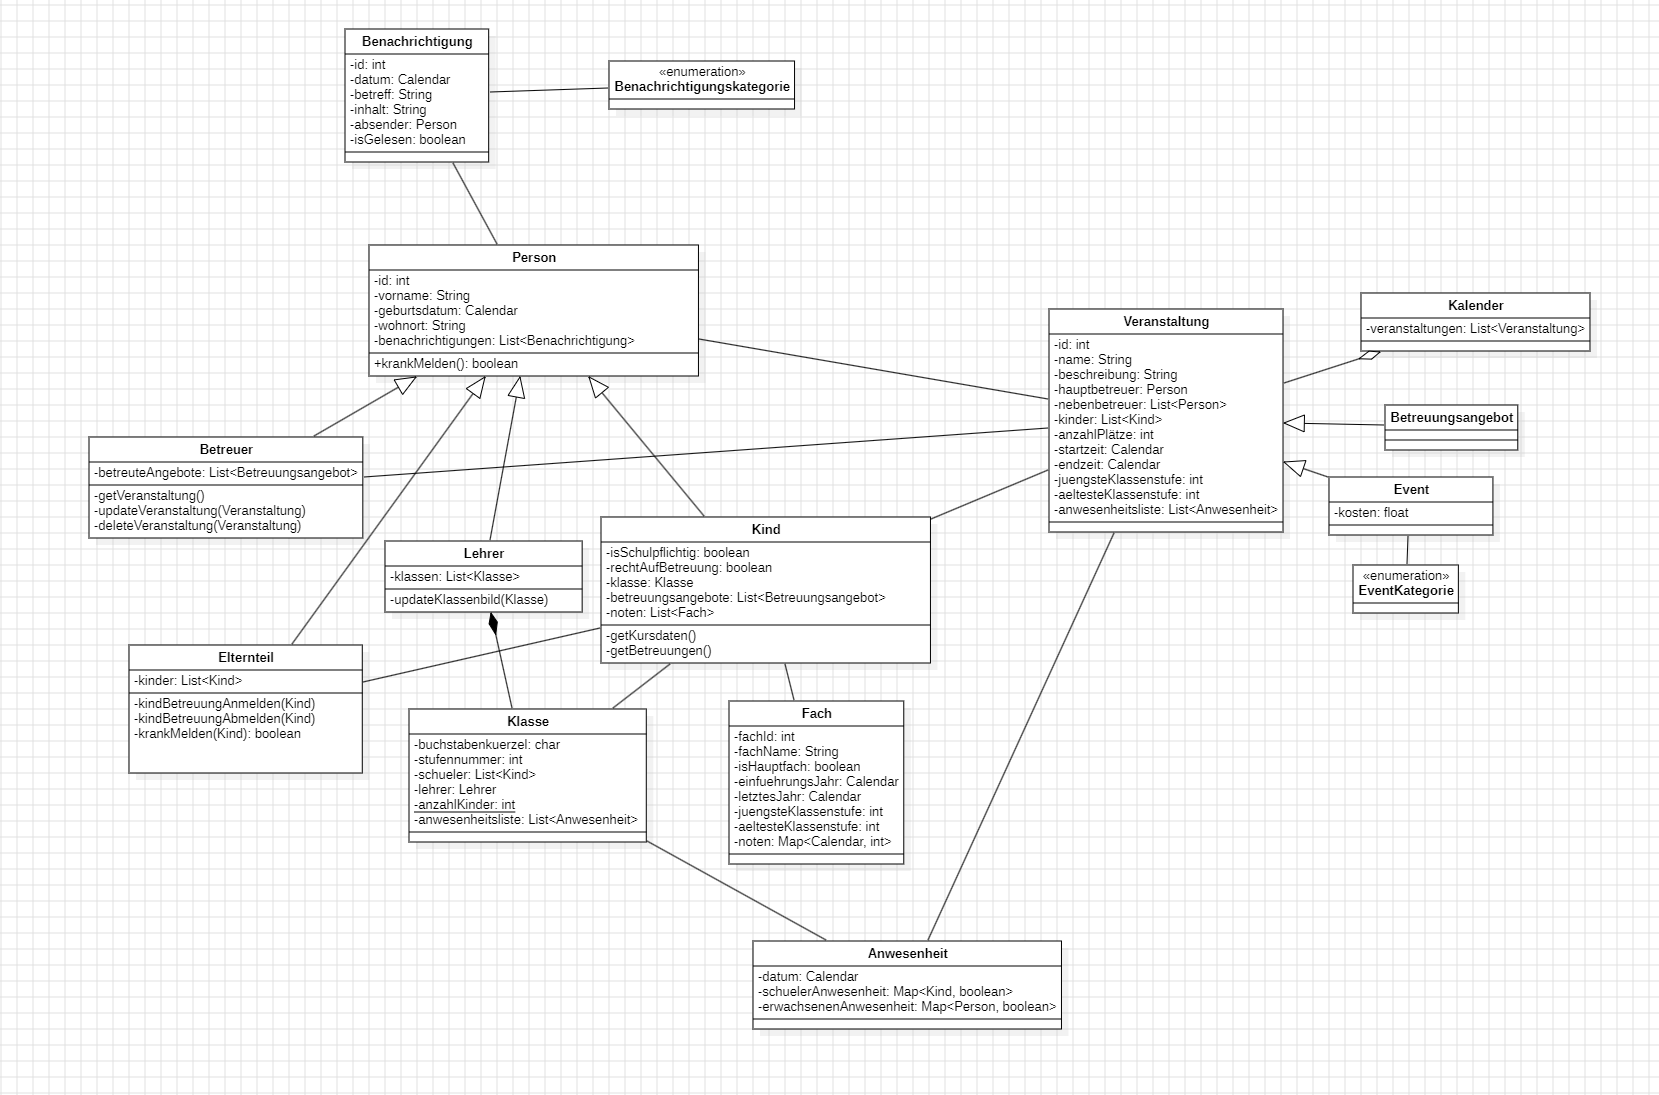 Benachrichtigung
-id: int
-datum: Calendar
-betreff: String
-inhalt: String
-absender: Person
-isGelesen: boolean
«enumeration»
Benachrichtigungskategorie
Person
-id: int
-vorname: String
-geburtsdatum: Calendar
-wohnort: String
-benachrichtigungen: List<Benachrichtigung>
+krankMelden(): boolean
Veranstaltung
-id: int
-name: String
-beschreibung: String
-hauptbetreuer: Person
-nebenbetreuer: List<Person>
-kinder: List<Kind>
-anzahlPlätze: int
-startzeit: Calendar
-endzeit: Calendar
-juengsteKlassenstufe: int
-aeltesteKlassenstufe: int
-anwesenheitsliste: List<Anwesenheit>
Kalender
-veranstaltungen: List<Veranstaltung>
Betreuungsangebot
Event
-kosten: float
«enumeration»
EventKategorie
Betreuer
-betreuteAngebote: List<Betreuungsangebot>
-getVeranstaltung()
-updateVeranstaltung(Veranstaltung)
-deleteVeranstaltung(Veranstaltung)
Lehrer
-klassen: List<Klasse>
-updateKlassenbild(Klasse)
Kind
-isSchulpflichtig: boolean
-rechtAufBetreuung: boolean
-klasse: Klasse
-betreuungsangebote: List<Betreuungsangebot>
-noten: List<Fach>
-getKursdaten()
-getBetreuungen()
Elternteil
-kinder: List<Kind>
-kindBetreuungAnmelden(Kind)
-kindBetreuungAbmelden(Kind)
-krankMelden(Kind): boolean
Klasse
-buchstabenkuerzel: char
-stufennummer: int
-schueler: List<Kind>
-lehrer: Lehrer
-anzahlKinder: int
-anwesenheitsliste: List<Anwesenheit>
Fach
-fachId: int
-fachName: String
-isHauptfach: boolean
-einfuehrungsJahr: Calendar
-letztesJahr: Calendar
-juengsteKlassenstufe: int
-aeltesteKlassenstufe: int
-noten: Map<Calendar, int>
Anwesenheit
-datum: Calendar
-schuelerAnwesenheit: Map<Kind, boolean>
-erwachsenenAnwesenheit: Map<Person, boolean>